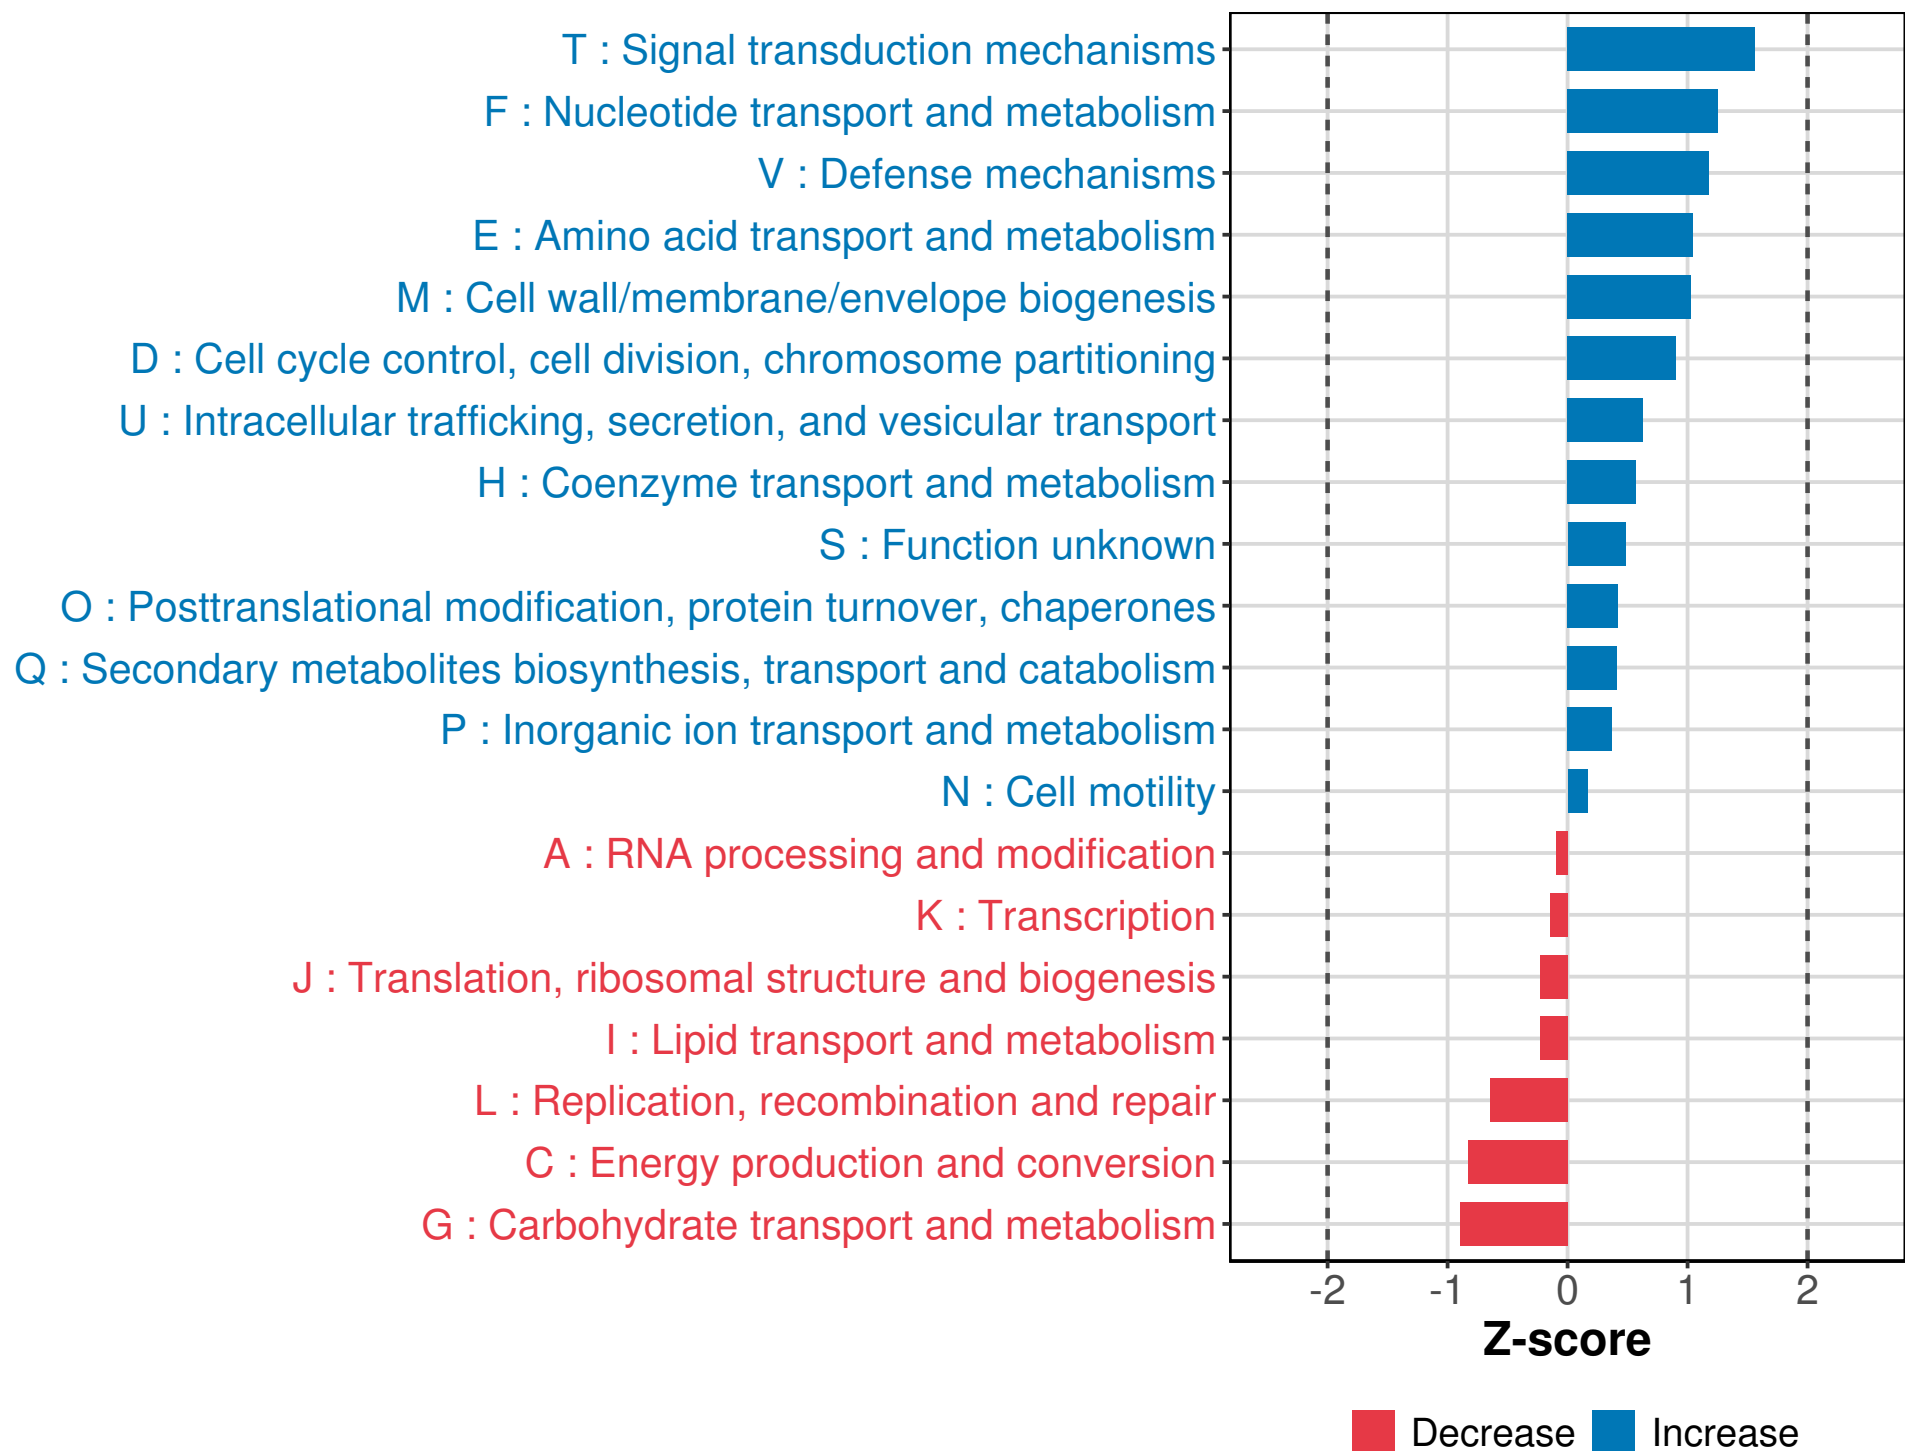 T : Signal transduction mechanisms
F : Nucleotide transport and metabolism
V : Defense mechanisms
E : Amino acid transport and metabolism
M : Cell wall/membrane/envelope biogenesis
D : Cell cycle control, cell division, chromosome partitioning
U : Intracellular trafficking, secretion, and vesicular transport
H : Coenzyme transport and metabolism
S : Function unknown
O : Posttranslational modification, protein turnover, chaperones
Q : Secondary metabolites biosynthesis, transport and catabolism
P : Inorganic ion transport and metabolism
N : Cell motility
A : RNA processing and modification
K : Transcription
J : Translation, ribosomal structure and biogenesis
I : Lipid transport and metabolism
L : Replication, recombination and repair
C : Energy production and conversion
G : Carbohydrate transport and metabolism
-2 -1 0 1 2
Z-score
Decrease Increase